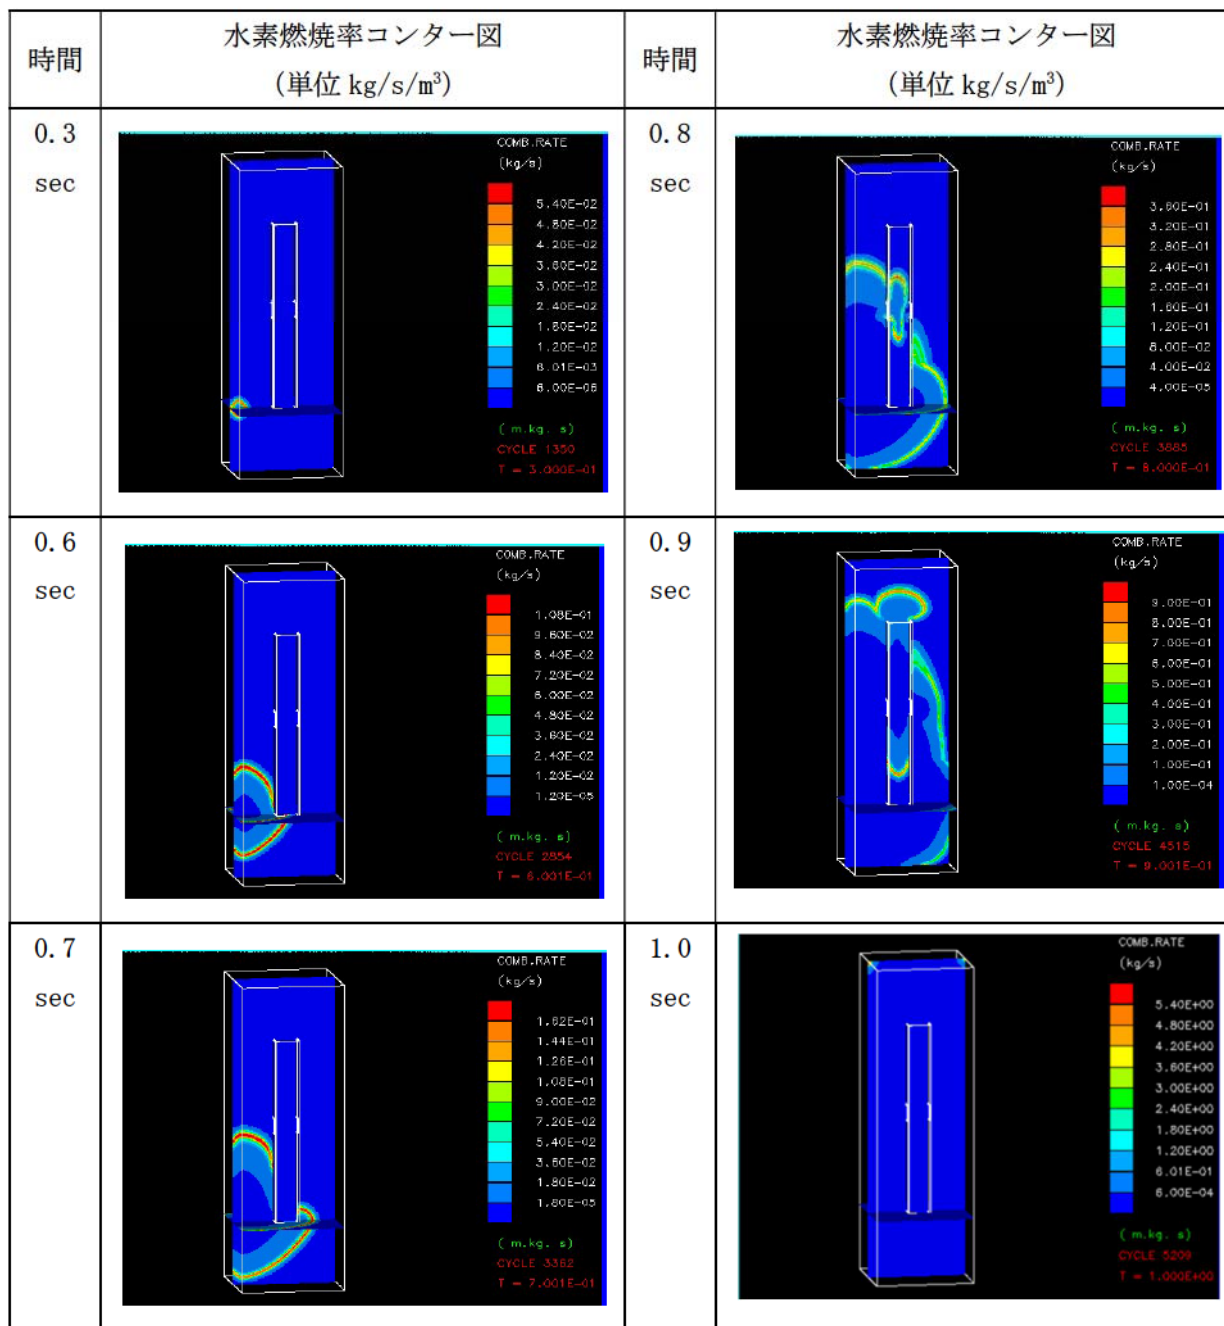 時間
水素燃焼率コンター図
(単位 kg/s/m³)
時間
水素燃焼率コンター図
(単位 kg/s/m³)
0.3
sec
COMB.RATE
(kg/s)
5.40E-02
4.80E-02
4.20E-02
3.60E-02
3.00E-02
2.40E-02
1.80E-02
1.20E-02
6.01E-03
6.00E-06
( m.kg. s)
CYCLE 1350
T = 3.000E-01
0.8
sec
COMB.RATE
(kg/s)
3.60E-01
3.20E-01
2.80E-01
2.40E-01
2.00E-01
1.60E-01
1.20E-01
8.00E-02
4.00E-02
4.00E-05
( m.kg. s)
CYCLE 3885
T = 8.000E-01
0.6
sec
COMB.RATE
(kg/s)
1.08E-01
9.60E-02
8.40E-02
7.20E-02
6.00E-02
4.80E-02
3.60E-02
2.40E-02
1.20E-02
1.20E-05
( m.kg. s)
CYCLE 2854
T = 6.001E-01
0.9
sec
COMB.RATE
(kg/s)
9.00E-01
8.00E-01
7.00E-01
6.00E-01
5.00E-01
4.00E-01
3.00E-01
2.00E-01
1.00E-01
1.00E-04
( m.kg. s)
CYCLE 4515
T = 9.001E-01
0.7
sec
COMB.RATE
(kg/s)
1.62E-01
1.44E-01
1.26E-01
1.08E-01
9.00E-02
7.20E-02
5.40E-02
3.60E-02
1.80E-02
1.80E-05
( m.kg. s)
CYCLE 3362
T = 7.001E-01
1.0
sec
COMB.RATE
(kg/s)
5.40E+00
4.80E+00
4.20E+00
3.60E+00
3.00E+00
2.40E+00
1.80E+00
1.20E+00
6.01E-01
6.00E-04
( m.kg. s)
CYCLE 5209
T = 1.000E+00